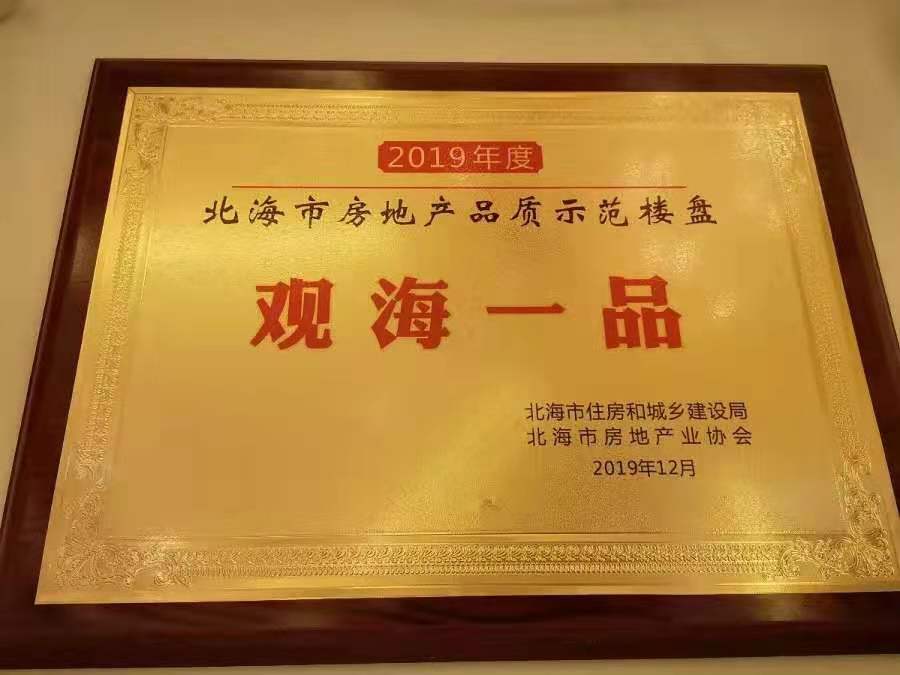 2019年度
北海市房地产品质示范楼盘
观海一品
北海市住房和城乡建设局
北海市房地产业协会
2019年12月